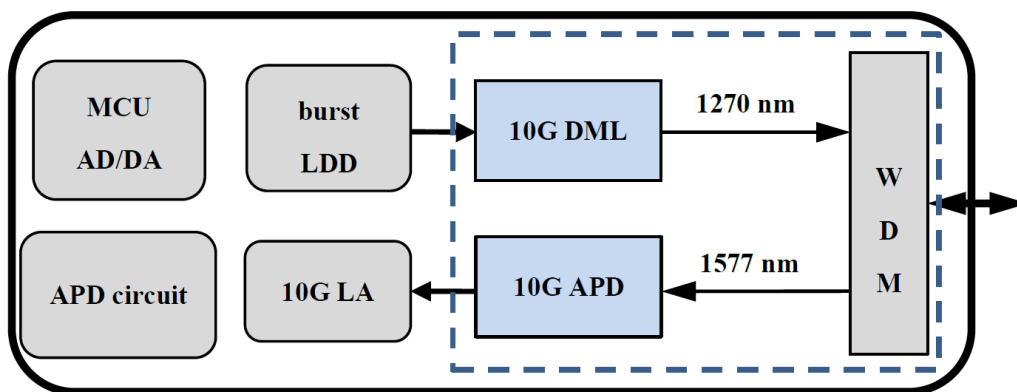 MCU
AD/DA
burst
LDD
10G DML
1270 nm
W
D
M
APD circuit
10G LA
10G APD
1577 nm